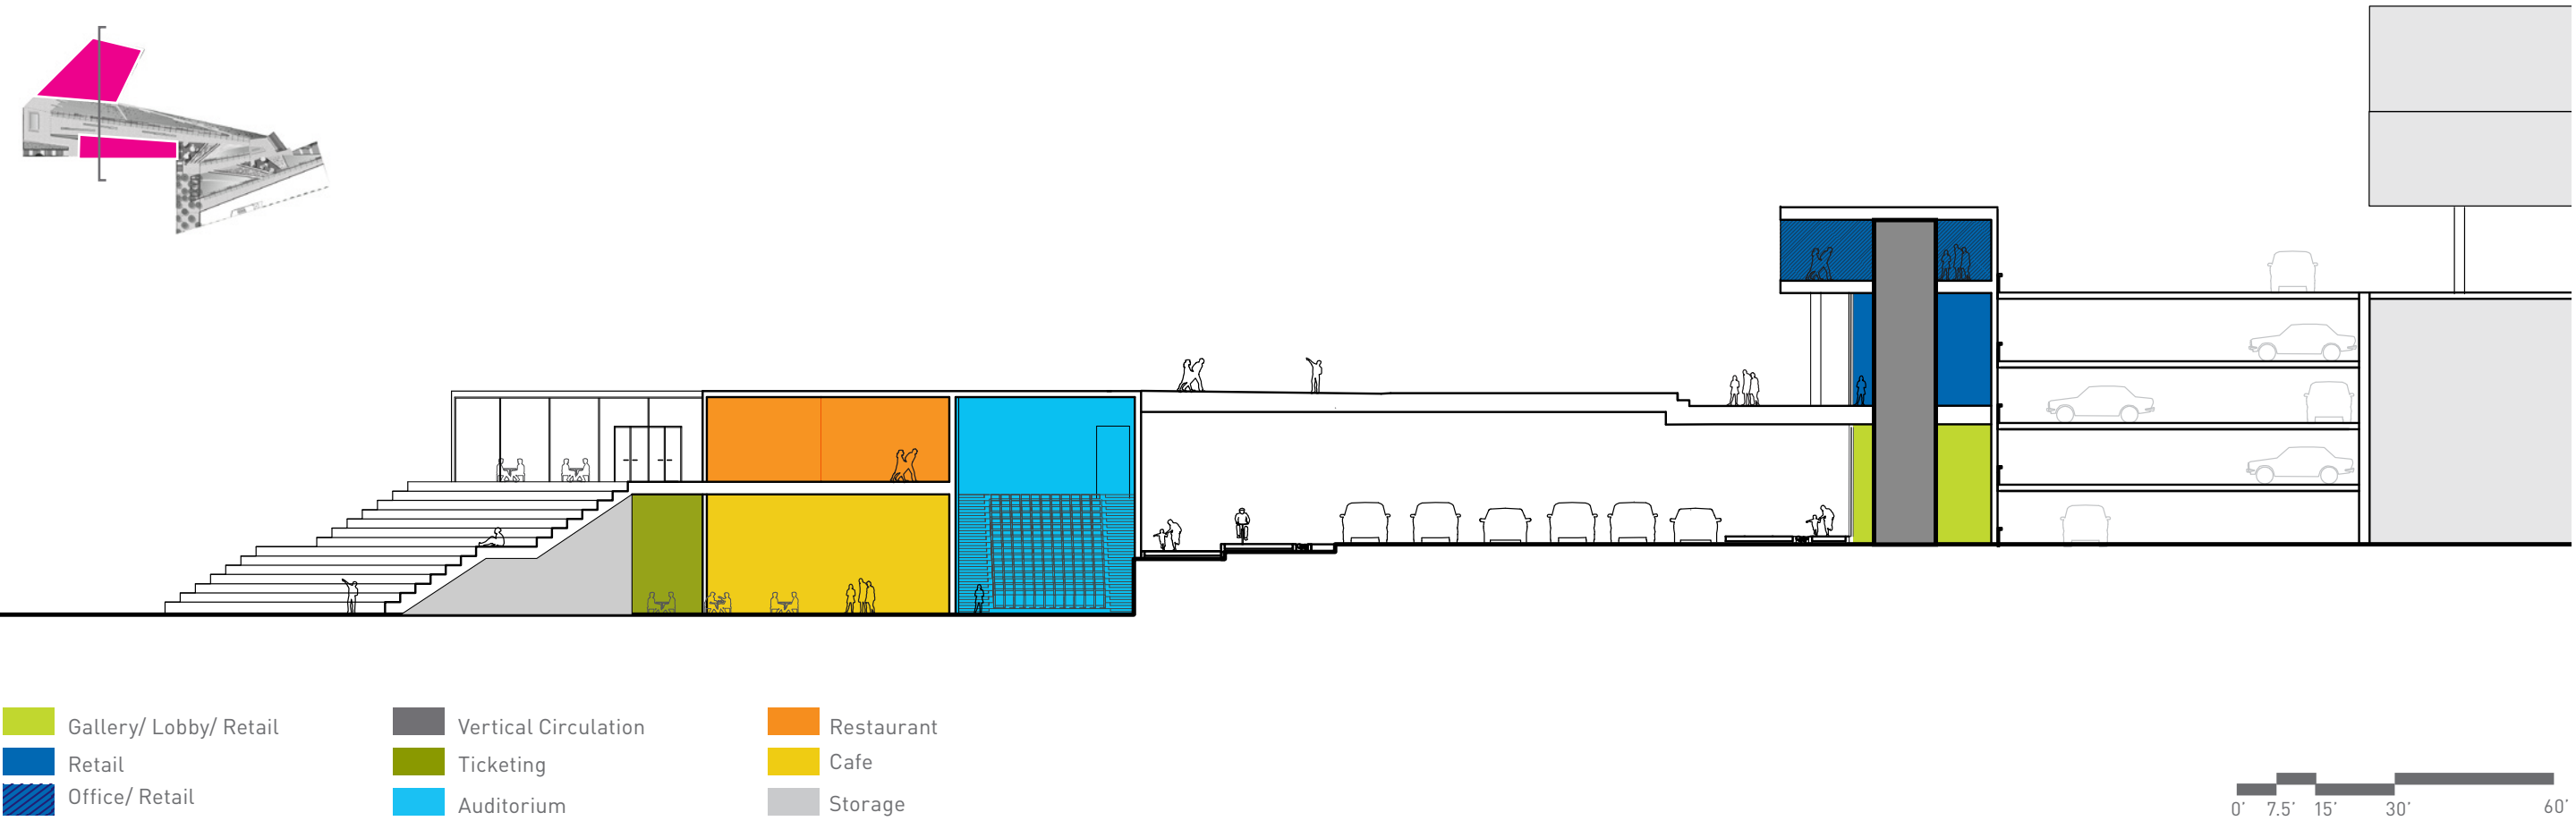 Gallery/ Lobby/ Retail
Retail
Office/ Retail
Vertical Circulation
Ticketing
Auditorium
Restaurant
Cafe
Storage
0' 7.5' 15' 30' 60'